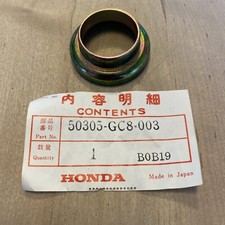 内容明細
CONTENTS
部品番号 Part No. 50305-GC8-003
数量 Quantity 1 B0B19
HONDA Made in Japan